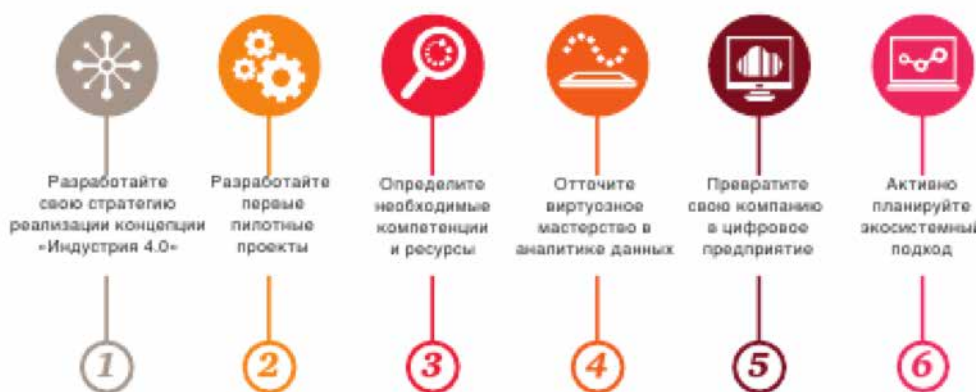 Разработайте
свою стратегию
реализации концепции
«Индустрия 4.0»
1
Разработайте
первые
пилотные
проекты
2
Определите
необходимые
компетенции
и ресурсы
3
Отточите
виртуозное
мастерство в
аналитике данных
4
Превратите
свою компанию
в цифровое
предприятие
5
Активно
планируйте
экосистемный
подход
6